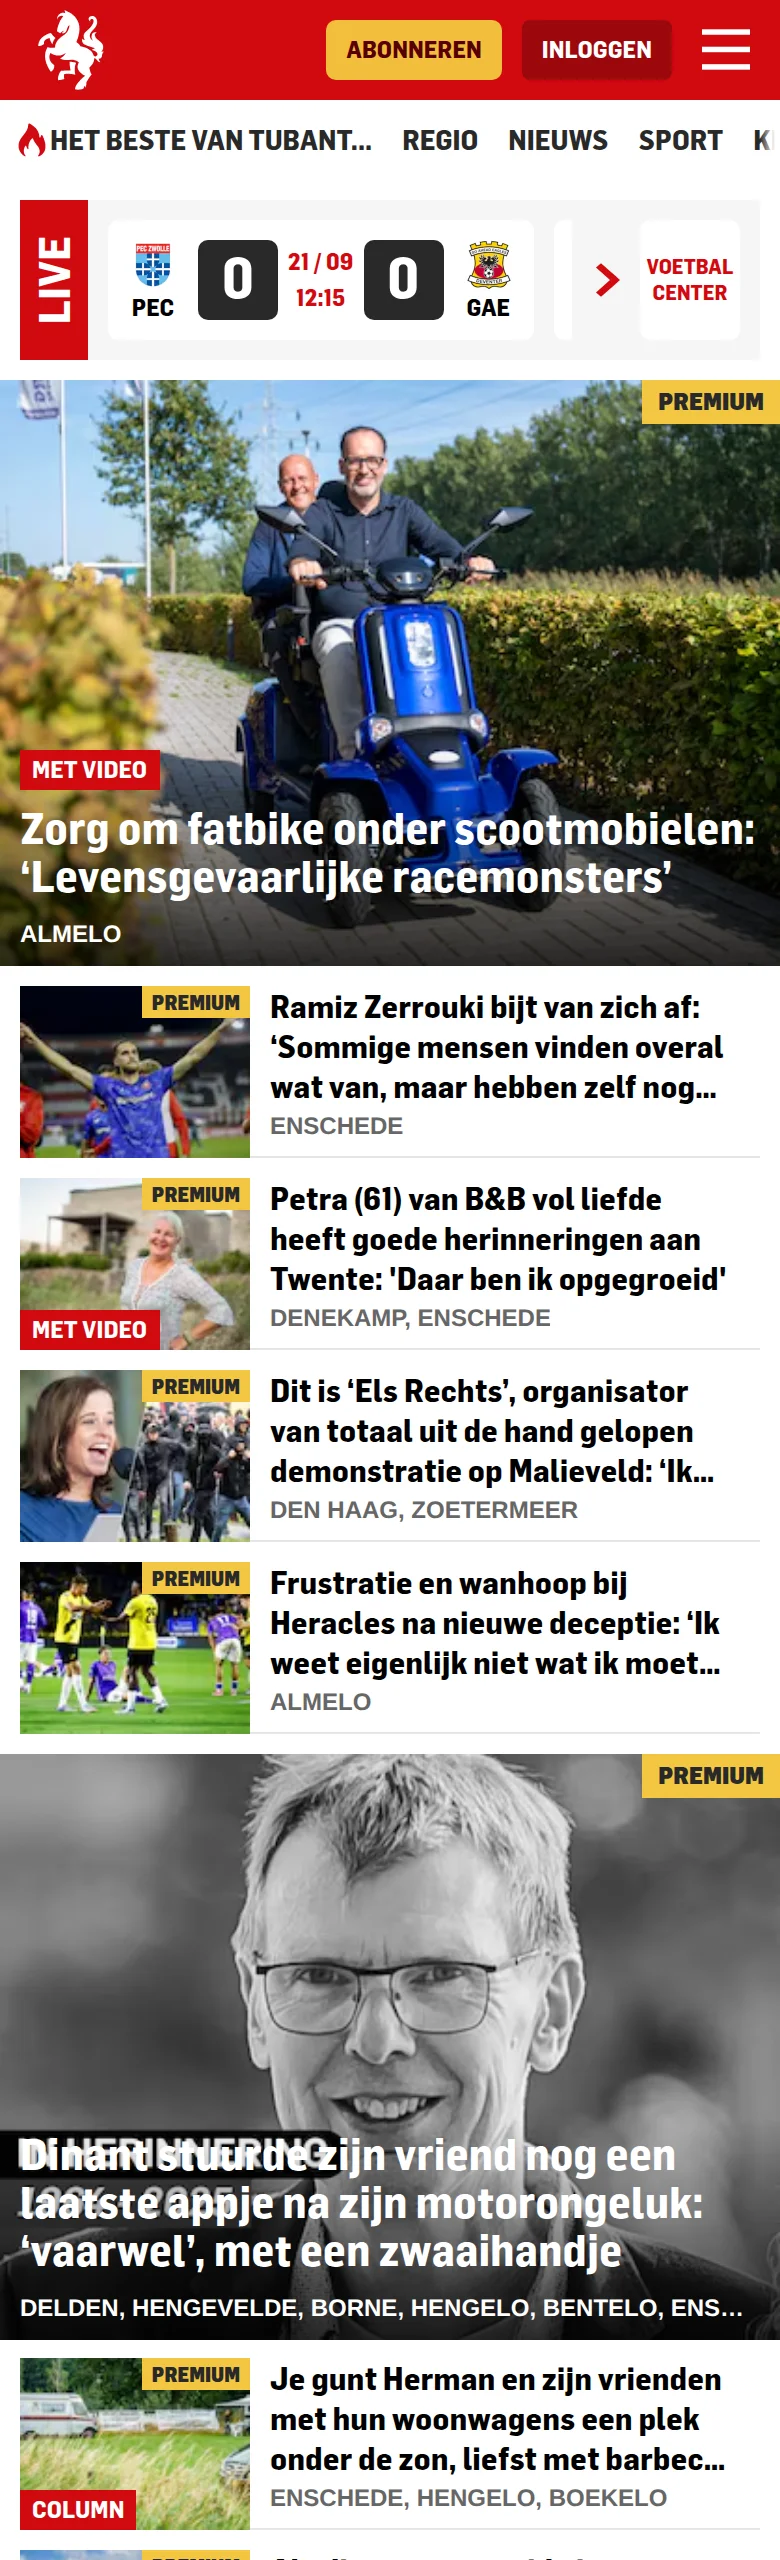 ABONNEREN
INLOGGEN
HET BESTE VAN TUBANT... REGIO NIEUWS SPORT
LIVE
PEC ZWOLLE
PEC
0
21 / 09
12:15
0
GAE
VOETBAL
CENTER
PREMIUM
MET VIDEO
Zorg om fatbike onder scootmobielen:
‘Levensgevaarlijke racemonsters’
ALMELO
PREMIUM
Ramiz Zerrouki bijt van zich af:
‘Sommige mensen vinden overal
wat van, maar hebben zelf nog...
ENSCHEDE
PREMIUM
MET VIDEO
Petra (61) van B&B vol liefde
heeft goede herinneringen aan
Twente: 'Daar ben ik opgegroeid'
DENEKAMP, ENSCHEDE
PREMIUM
Dit is ‘Els Rechts’, organisator
van totaal uit de hand gelopen
demonstratie op Malieveld: ‘Ik...
DEN HAAG, ZOETERMEER
PREMIUM
Frustratie en wanhoop bij
Heracles na nieuwe deceptie: ‘Ik
weet eigenlijk niet wat ik moet...
ALMELO
PREMIUM
Dinant stuurde zijn vriend nog een
laatste appje na zijn motorongeluk:
‘vaarwel’, met een zwaaihandje
DELDEN, HENGEVELDE, BORNE, HENGELO, BENTELO, ENS...
PREMIUM
COLUMN
Je gunt Herman en zijn vrienden
met hun woonwagens een plek
onder de zon, liefst met barbec...
ENSCHEDE, HENGELO, BOEKELO